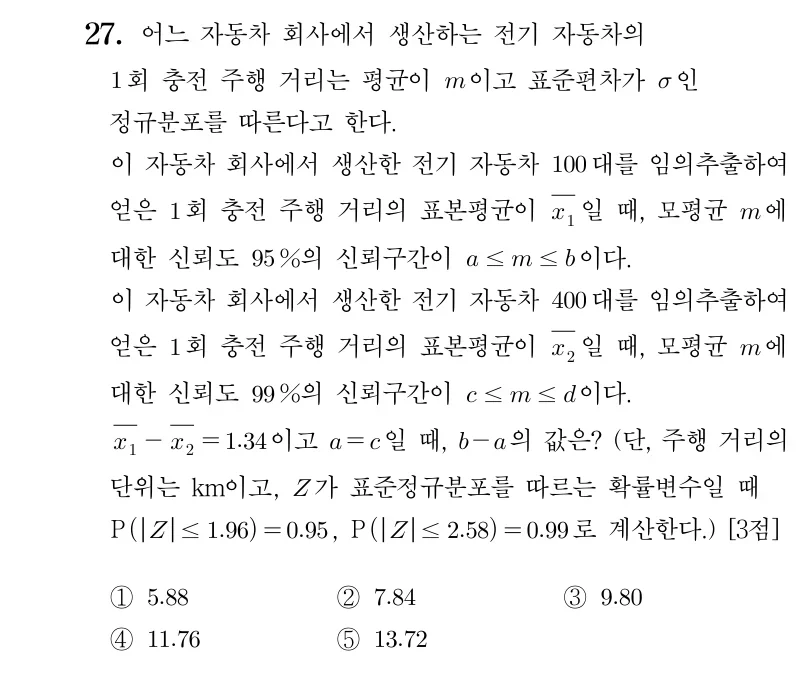 27. 어느 자동차 회사에서 생산하는 전기 자동차의
1회 충전 주행 거리는 평균이 m이고 표준편차가 σ인
정규분포를 따른다고 한다.
이 자동차 회사에서 생산한 전기 자동차 100대를 임의추출하여
얻은 1회 충전 주행 거리의 표본평균이 x̅₁일 때, 모평균 m에
대한 신뢰도 95%의 신뢰구간이 a ≤ m ≤ b이다.
이 자동차 회사에서 생산한 전기 자동차 400대를 임의추출하여
얻은 1회 충전 주행 거리의 표본평균이 x̅₂일 때, 모평균 m에
대한 신뢰도 99%의 신뢰구간이 c ≤ m ≤ d이다.
x̅₁ − x̅₂ = 1.34이고 a = c일 때, b−a의 값은? (단, 주행 거리의
단위는 km이고, Z가 표준정규분포를 따르는 확률변수일 때
P(|Z| ≤ 1.96) = 0.95, P(|Z| ≤ 2.58) = 0.99로 계산한다.) [3점]
① 5.88 ② 7.84 ③ 9.80
④ 11.76 ⑤ 13.72